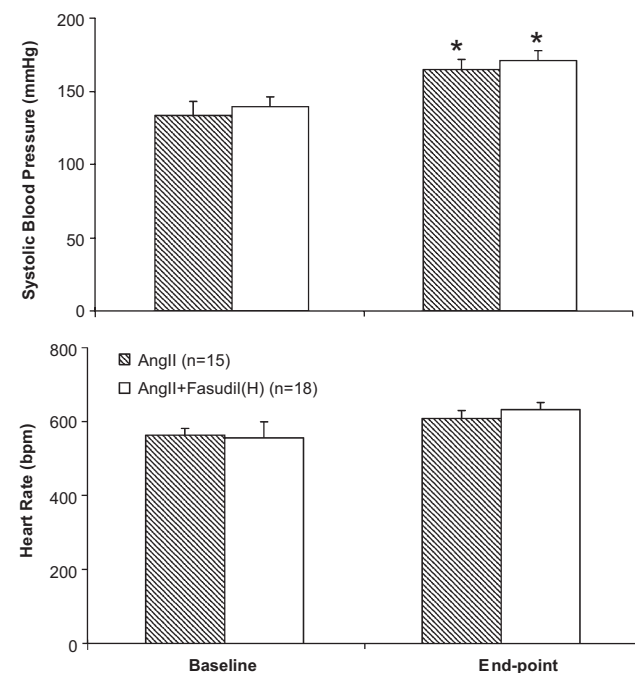 200
150
100
50
0
Systolic Blood Pressure (mmHg)
*
*
800
600
400
200
0
Heart Rate (bpm)
AngII (n=15)
AngII+Fasudil(H) (n=18)
Baseline
End-point